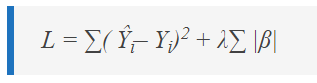 L = ∑( Ŷᵢ– Yᵢ)² + λ∑ |β|